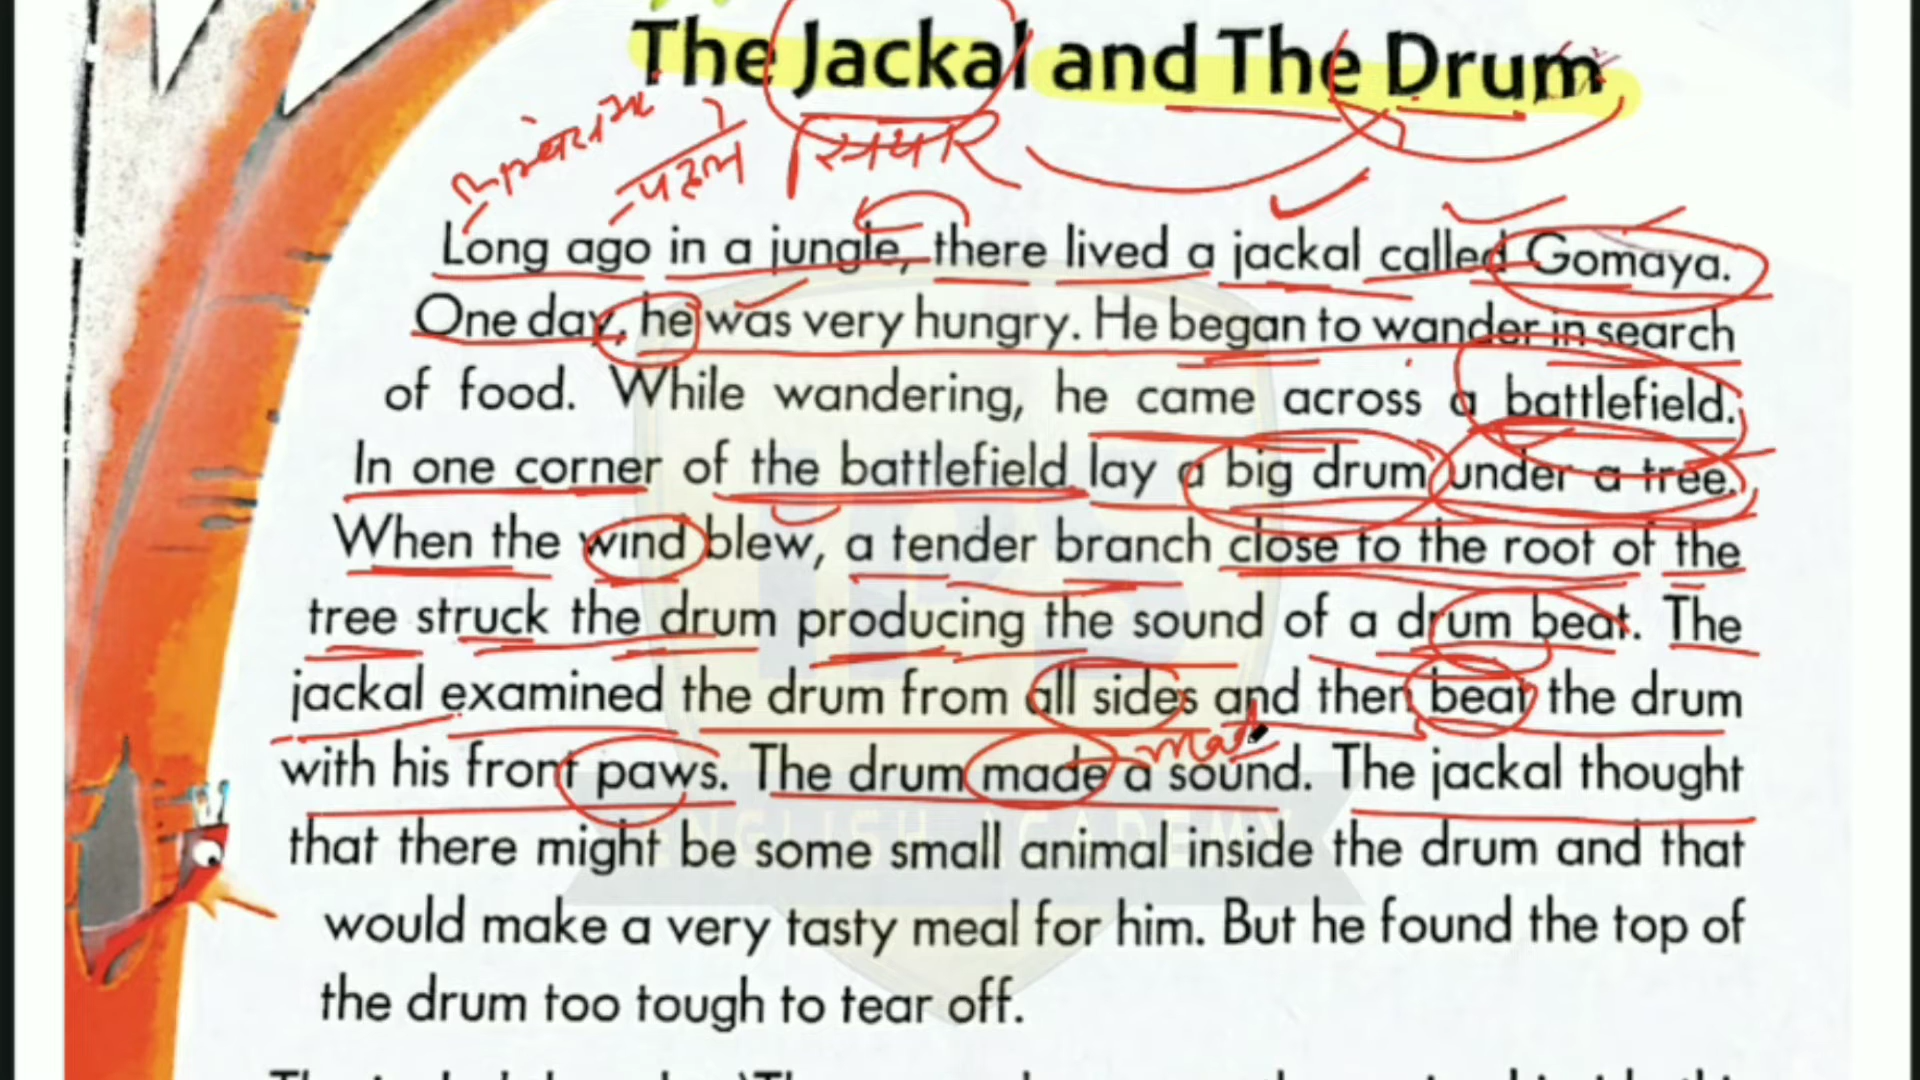 The Jackal and The Drum
पहले
सियार
Long ago in a jungle, there lived a jackal called Gomaya.
One day, he was very hungry. He began to wander in search
of food. While wandering, he came across a battlefield.
In one corner of the battlefield lay a big drum under a tree.
When the wind blew, a tender branch close to the root of the
tree struck the drum producing the sound of a drum beat. The
jackal examined the drum from all sides and then beat the drum
with his front paws. The drum made a sound. The jackal thought
that there might be some small animal inside the drum and that
would make a very tasty meal for him. But he found the top of
the drum too tough to tear off.
ENGLISH ACADEMY